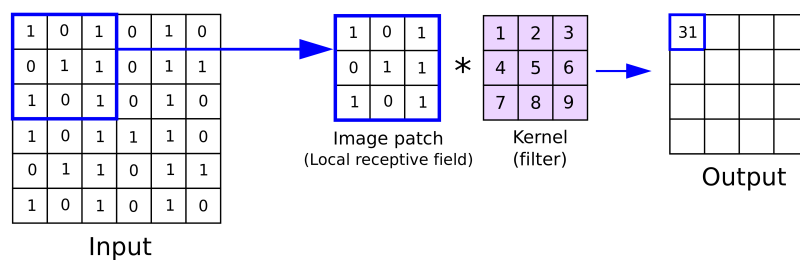 1 0 1 0 1 0
0 1 1 0 1 1
1 0 1 0 1 0
1 0 1 1 1 0
0 1 1 0 1 1
1 0 1 0 1 0
Input
1 0 1
0 1 1
1 0 1
Image patch
(Local receptive field)
*
1 2 3
4 5 6
7 8 9
Kernel
(filter)
31
Output